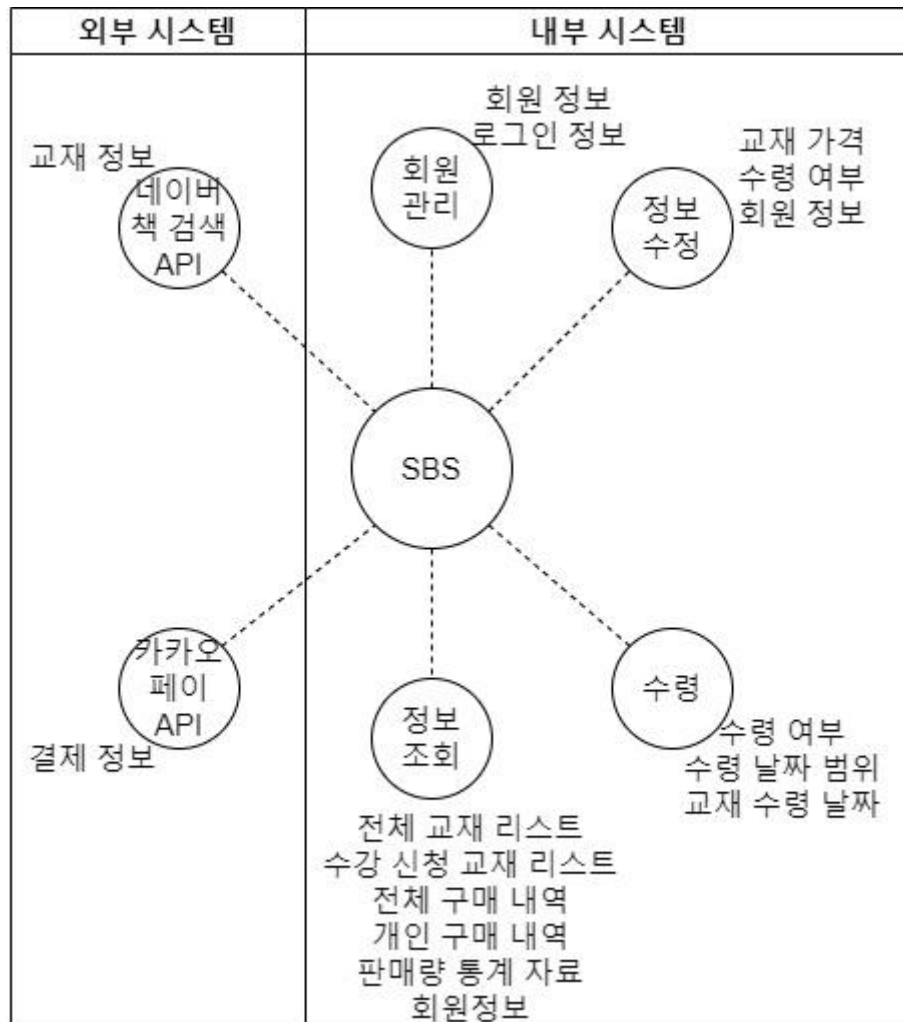 외부 시스템
내부 시스템
교재 정보
네이버
책 검색
API
회원 정보
로그인 정보
회원
관리
교재 가격
수령 여부
회원 정보
정보
수정
SBS
카카오
페이
API
결제 정보
정보
조회
전체 교재 리스트
수강 신청 교재 리스트
전체 구매 내역
개인 구매 내역
판매량 통계 자료
회원정보
수령
수령 여부
수령 날짜 범위
교재 수령 날짜